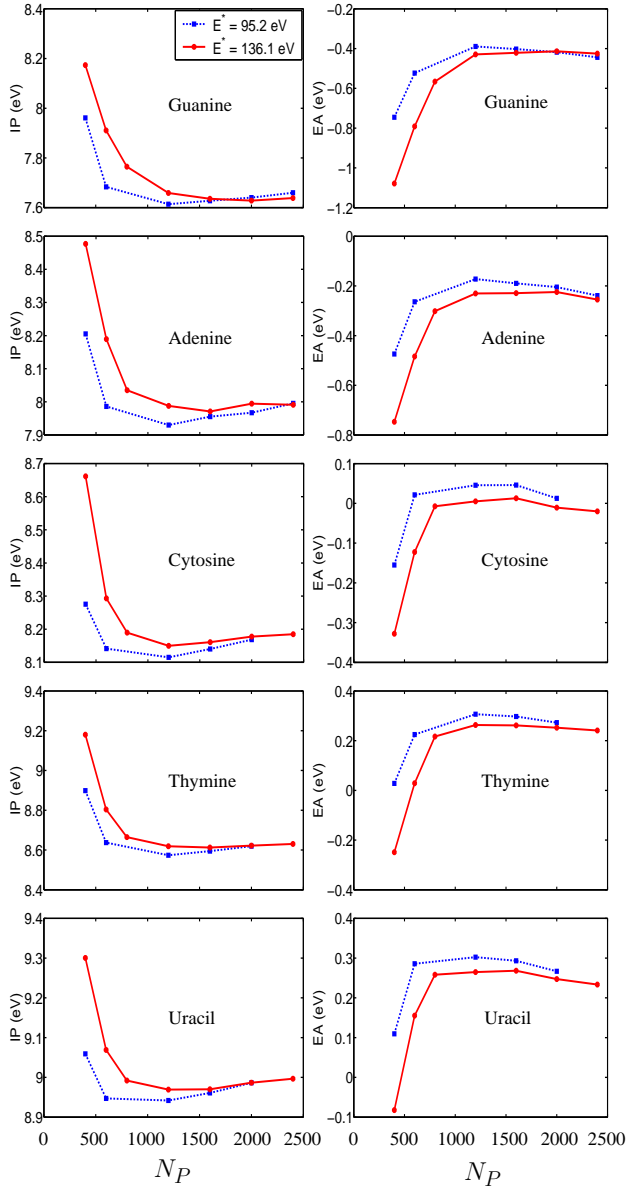 8.4
8.2
8
7.8
7.6
IP (eV)
E* = 95.2 eV
E* = 136.1 eV
Guanine
0
−0.2
−0.4
−0.6
−0.8
−1
−1.2
EA (eV)
Guanine
8.5
8.4
8.3
8.2
8.1
8
7.9
IP (eV)
Adenine
0
−0.2
−0.4
−0.6
−0.8
EA (eV)
Adenine
8.7
8.6
8.5
8.4
8.3
8.2
8.1
IP (eV)
Cytosine
0.1
0
−0.1
−0.2
−0.3
−0.4
EA (eV)
Cytosine
9.4
9.2
9
8.8
8.6
8.4
IP (eV)
Thymine
0.4
0.2
0
−0.2
−0.4
EA (eV)
Thymine
9.4
9.3
9.2
9.1
9
8.9
IP (eV)
Uracil
0 500 1000 1500 2000 2500
N_P
0.4
0.3
0.2
0.1
0
−0.1
EA (eV)
Uracil
0 500 1000 1500 2000 2500
N_P